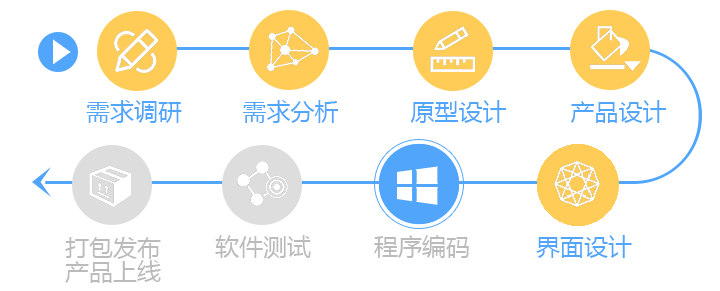 需求调研
需求分析
原型设计
产品设计
界面设计
程序编码
软件测试
打包发布
产品上线